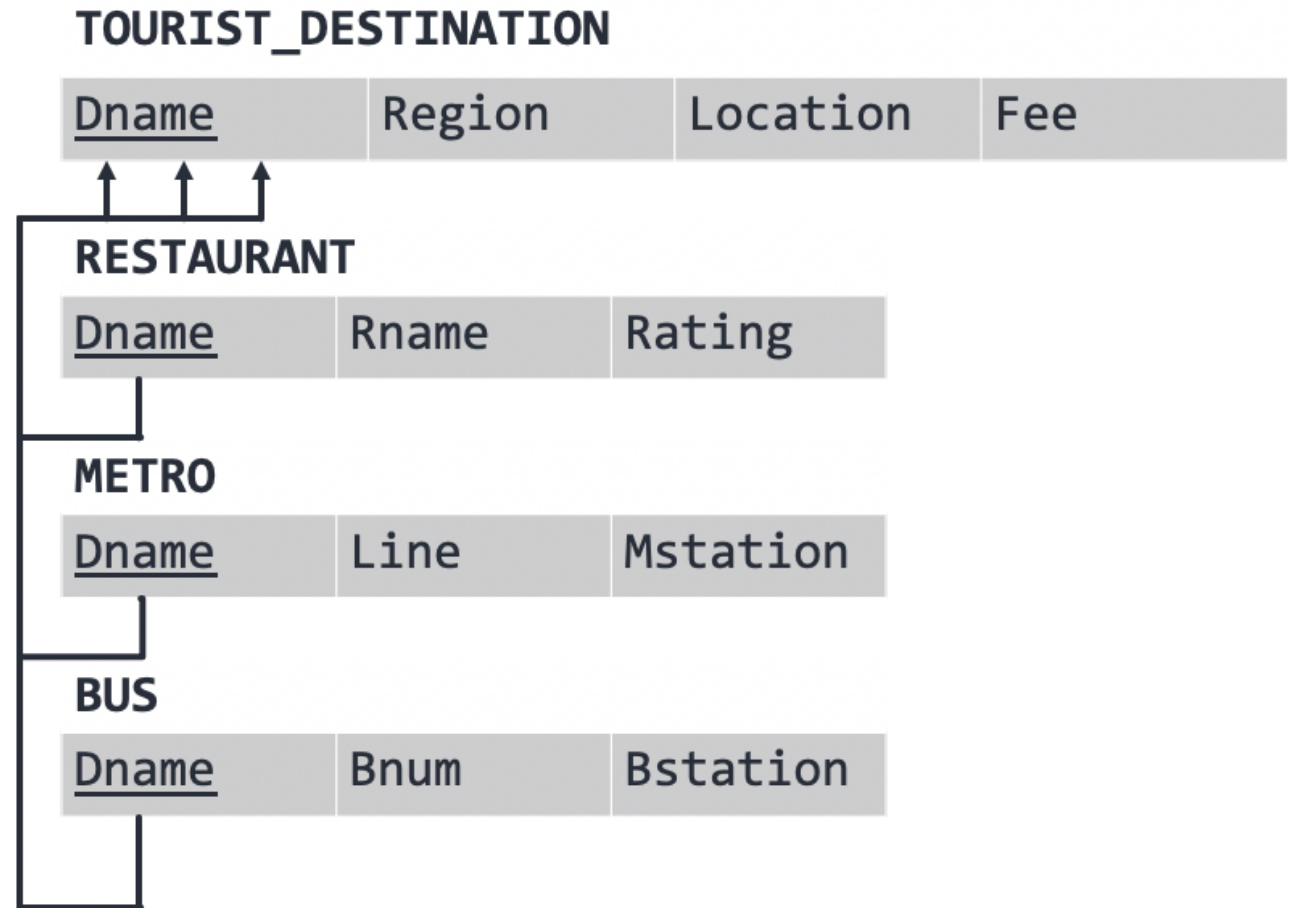 TOURIST_DESTINATION
Dname Region Location Fee
RESTAURANT
Dname Rname Rating
METRO
Dname Line Mstation
BUS
Dname Bnum Bstation